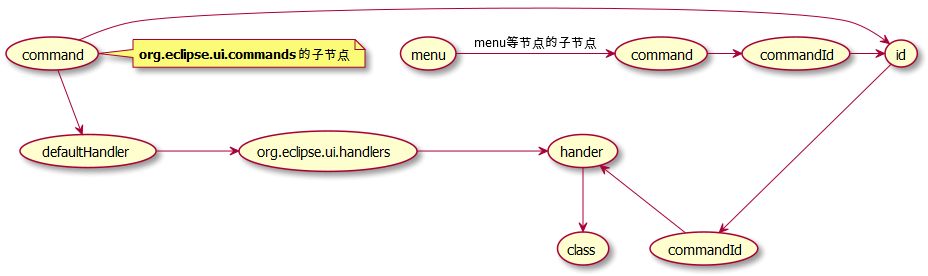 command
org.eclipse.ui.commands 的子节点
menu
menu等节点的子节点
command
commandId
id
defaultHandler
org.eclipse.ui.handlers
hander
class
commandId